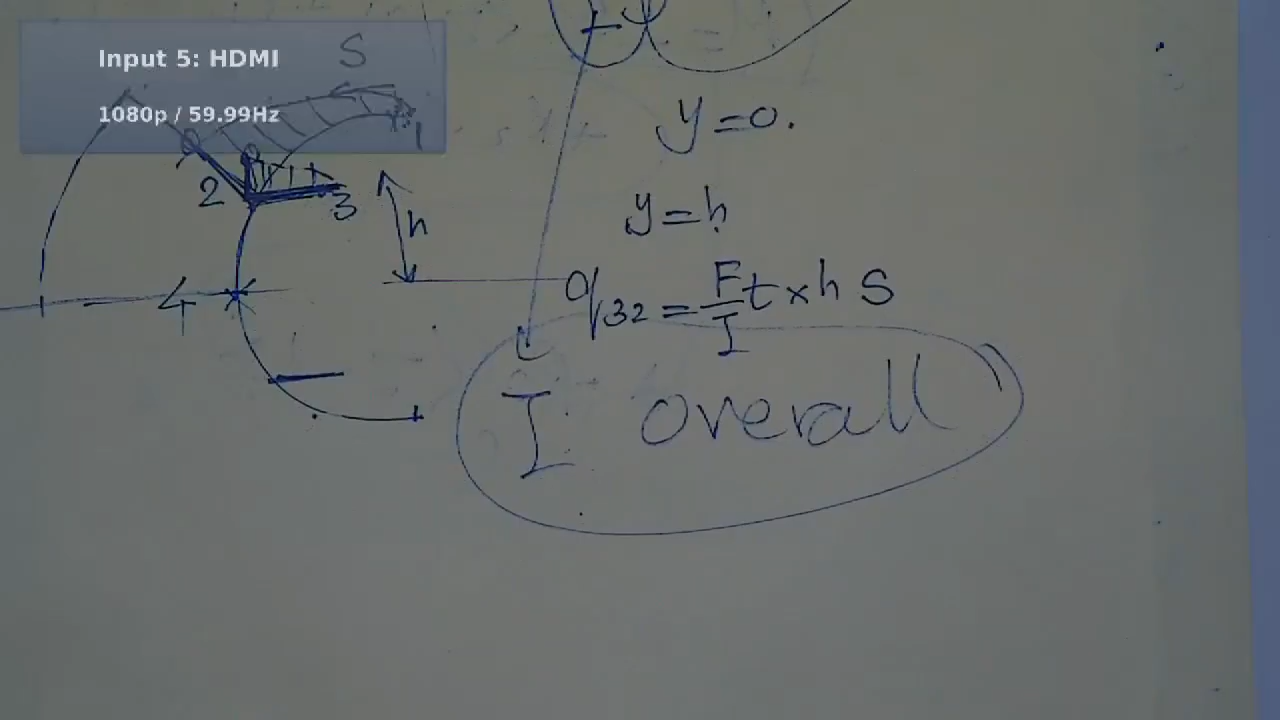 Input 5: HDMI
1080p / 59.99Hz
S
1
2
3
h
4
y=0.
y=h
q32 = F/I t×h S
I: overall